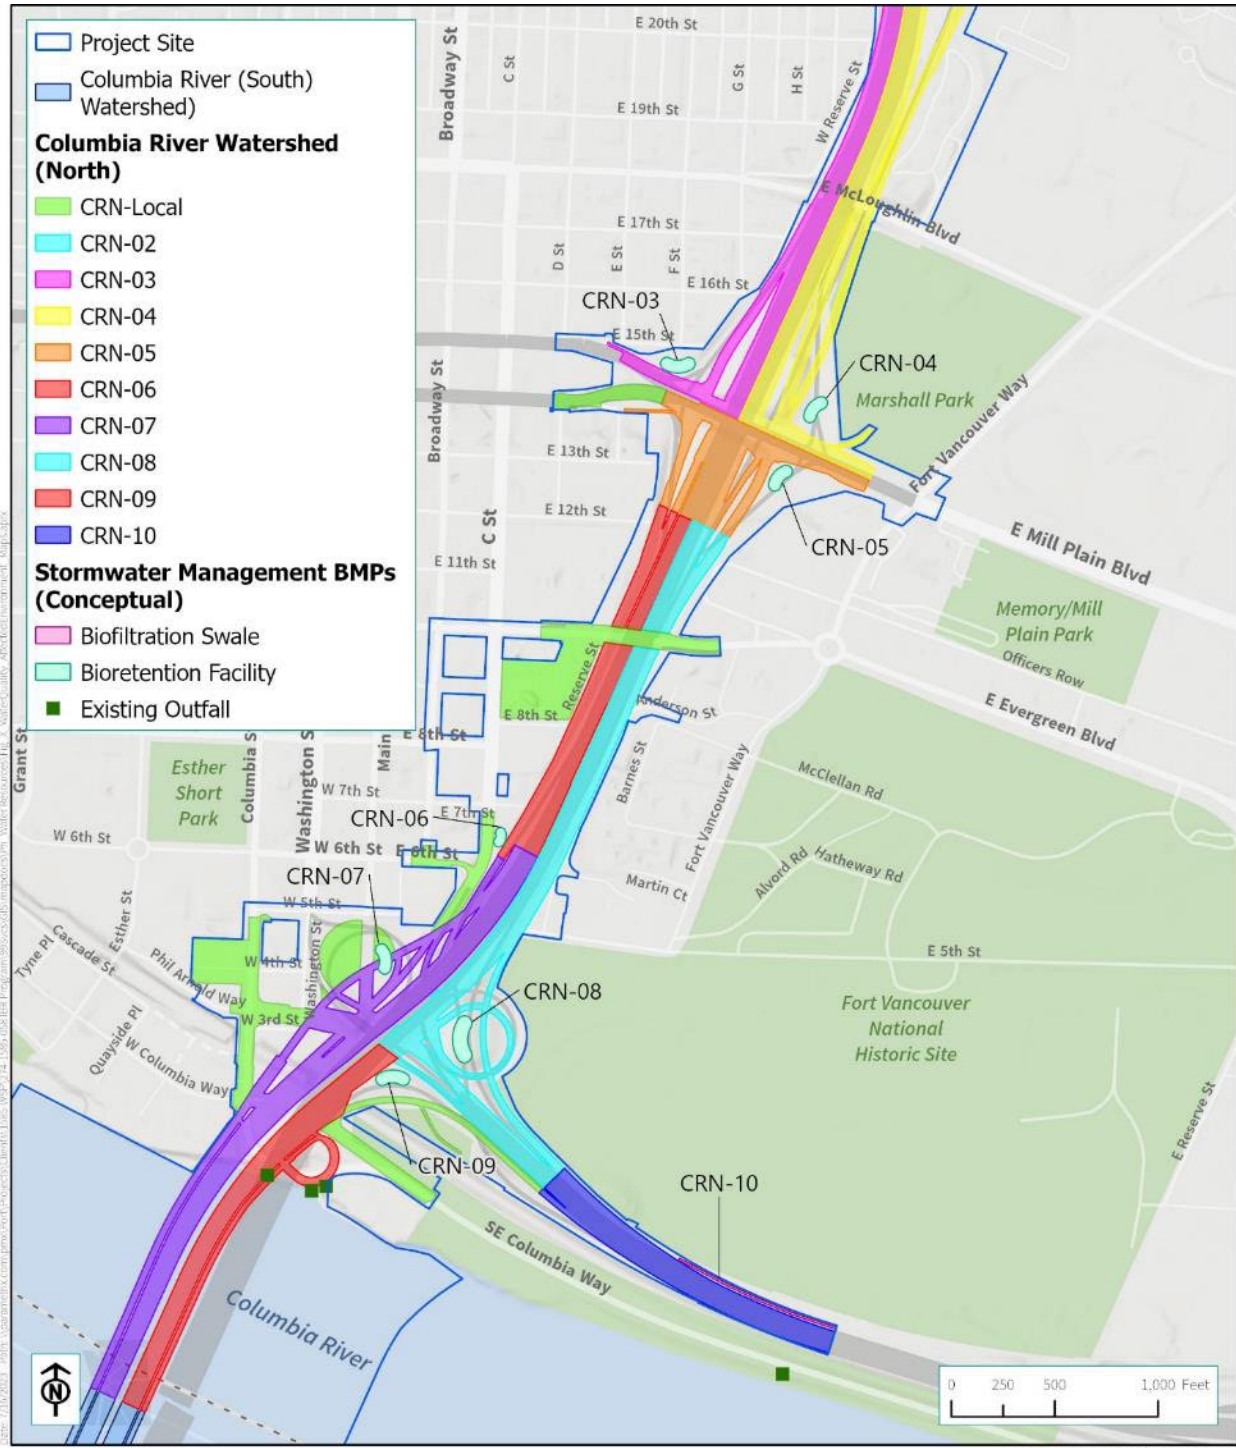 Project Site
Columbia River (South)
Watershed)
Columbia River Watershed
(North)
CRN-Local
CRN-02
CRN-03
CRN-04
CRN-05
CRN-06
CRN-07
CRN-08
CRN-09
CRN-10
Stormwater Management BMPs
(Conceptual)
Biofiltration Swale
Bioretention Facility
Existing Outfall
E 20th St
Broadway St
C St
G St
H St
W Reserve St
E 19th St
E McLoughlin Blvd
E 17th St
D St
E St
F St
E 16th St
CRN-03
E 15th St
CRN-04
Marshall Park
Broadway St
Fort Vancouver Way
E 13th St
E 12th St
C St
CRN-05
E Mill Plain Blvd
E 11th St
Memory/Mill
Plain Park
Officers Row
Reserve St
Anderson St
E 8th St
E 8th St
E Evergreen Blvd
Grant St
Columbia S
Washington S
Main
Esther
Short
Park
Barnes St
Fort Vancouver Way
McClellan Rd
W 7th St
E 7th St
CRN-06
W 6th St
W 6th St
E 6th St
Alvord Rd
Hatheway Rd
CRN-07
Martin Ct
W 5th St
Esther St
Tyne Pl
Cascade St
Phil Arnold Way
W 4th St
Washington St
E 5th St
CRN-08
Fort Vancouver
National
Historic Site
W 3rd St
Quayside Pl
W Columbia Way
E Reserve St
CRN-09
CRN-10
SE Columbia Way
Columbia River
N
0 250 500 1,000 Feet